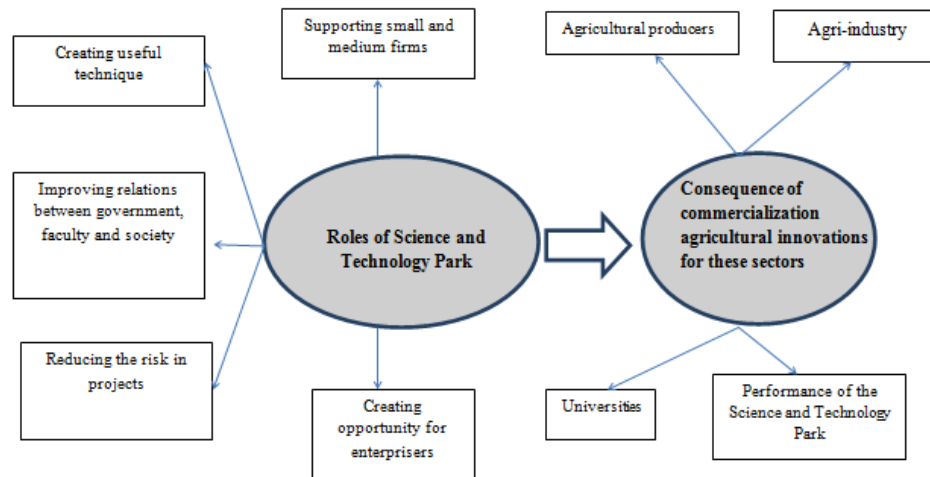 Supporting small and
medium firms
Creating useful
technique
Improving relations
between government,
faculty and society
Reducing the risk in
projects
Roles of Science and
Technology Park
Creating
opportunity for
enterprisers
Agricultural producers
Agri-industry
Consequence of
commercialization
agricultural innovations
for these sectors
Universities
Performance of the
Science and Technology
Park